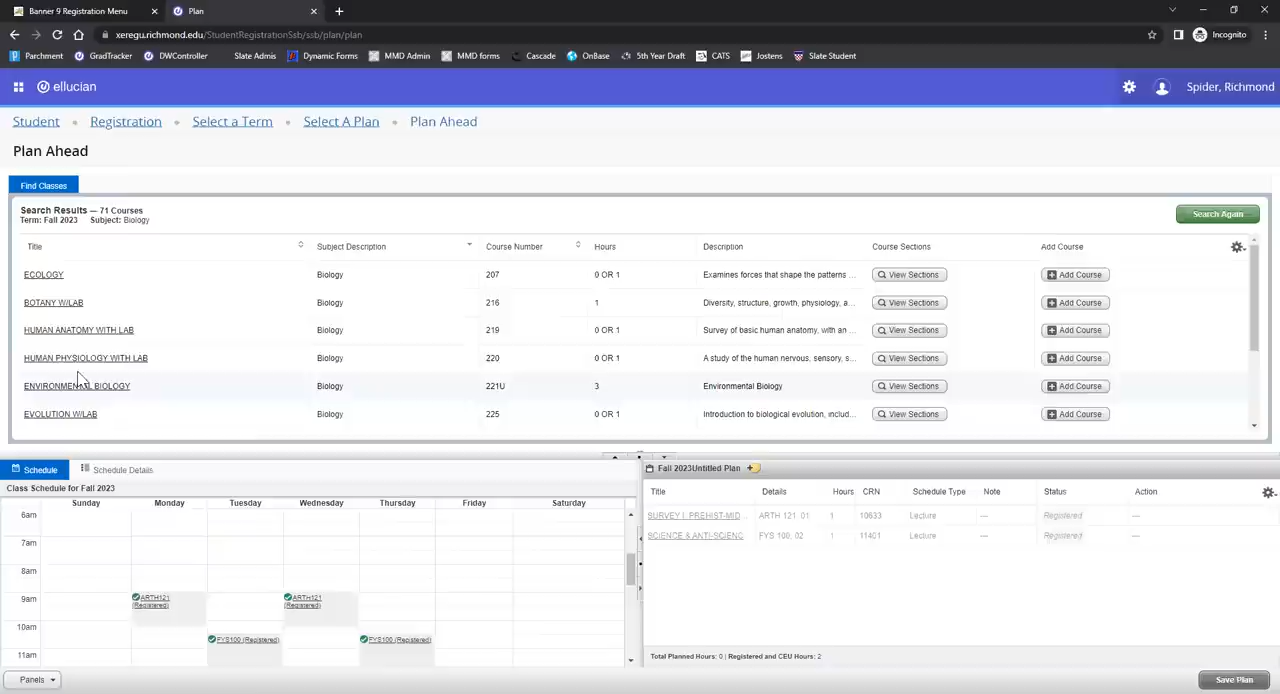 Banner 9 Registration Menu
Plan
xeregu.richmond.edu/StudentRegistrationSsb/ssb/plan/plan
Incognito
Parchment GradTracker DWController Slate Admis Dynamic Forms MMD Admin MMD forms Cascade OnBase 5th Year Draft CATS Jostens Slate Student
ellucian
Spider, Richmond
Student Registration Select a Term Select A Plan Plan Ahead
Plan Ahead
Find Classes
Search Results — 71 Courses
Term: Fall 2023 Subject: Biology
Search Again
Title Subject Description Course Number Hours Description Course Sections Add Course
ECOLOGY Biology 207 0 OR 1 Examines forces that shape the patterns ... View Sections Add Course
BOTANY W/LAB Biology 216 1 Diversity, structure, growth, physiology, a... View Sections Add Course
HUMAN ANATOMY WITH LAB Biology 219 0 OR 1 Survey of basic human anatomy, with an ... View Sections Add Course
HUMAN PHYSIOLOGY WITH LAB Biology 220 0 OR 1 A study of the human nervous, sensory, s... View Sections Add Course
ENVIRONMENTAL BIOLOGY Biology 221U 3 Environmental Biology View Sections Add Course
EVOLUTION W/LAB Biology 225 0 OR 1 Introduction to biological evolution, includ... View Sections Add Course
Schedule Schedule Details
Class Schedule for Fall 2023
Sunday Monday Tuesday Wednesday Thursday Friday Saturday
6am
7am
8am
9am
ARTH121 (Registered)
ARTH121 (Registered)
10am
FYS100 (Registered) FYS100 (Registered)
11am
Fall 2023Untitled Plan
Title Details Hours CRN Schedule Type Note Status Action
SURVEY I: PREHIST-MID... ARTH 121, 01 1 10633 Lecture — Registered —
SCIENCE & ANTI-SCIENC FYS 100, 02 1 11401 Lecture — Registered —
Total Planned Hours: 0 | Registered and CEU Hours: 2
Panels
Save Plan